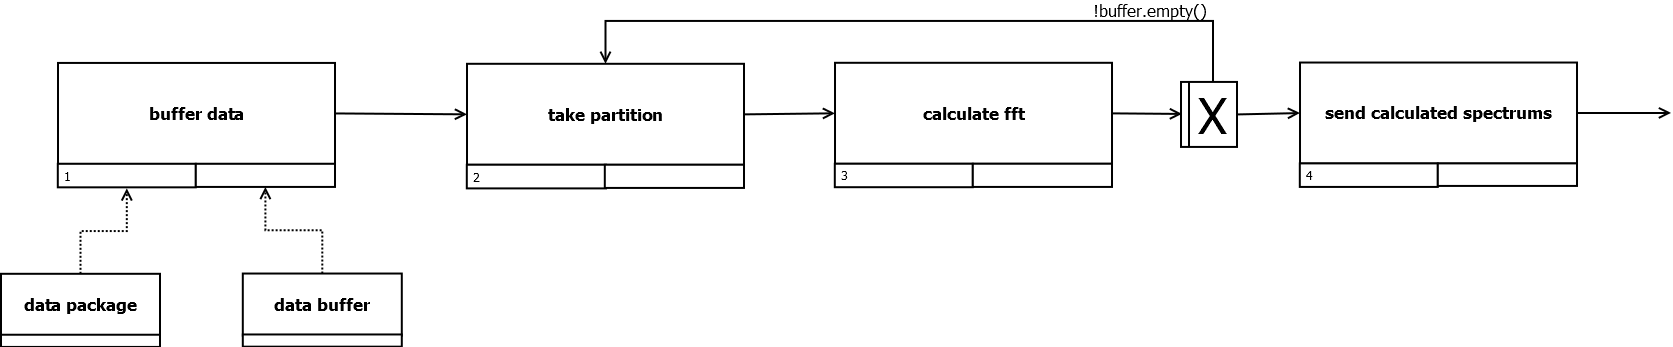 !buffer.empty()
buffer data
take partition
calculate fft
X
send calculated spectrums
1
2
3
4
data package
data buffer